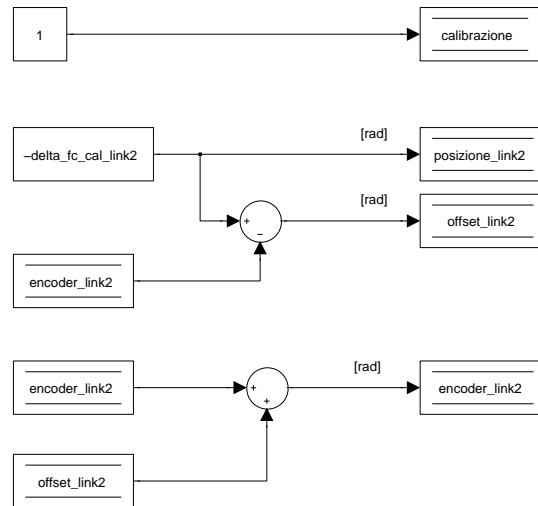 1
calibrazione
[rad]
–delta_fc_cal_link2
posizione_link2
[rad]
+
–
offset_link2
encoder_link2
[rad]
encoder_link2
+
+
encoder_link2
offset_link2